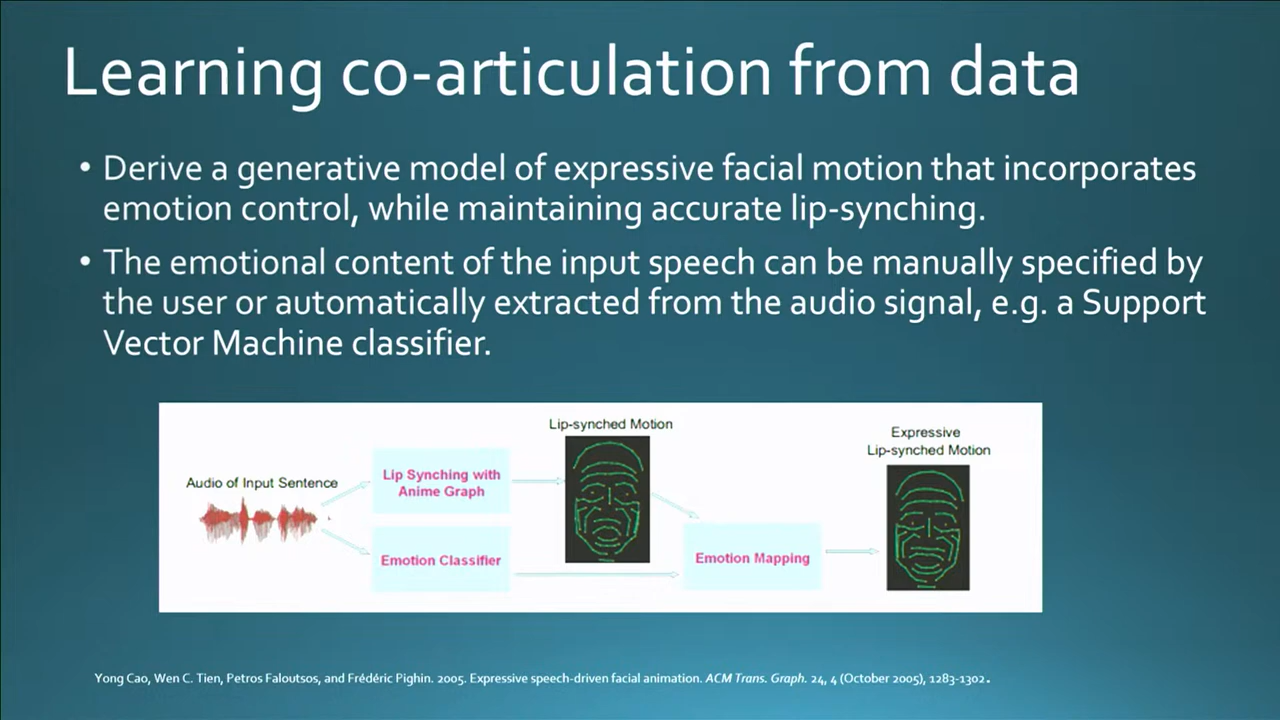 Learning co-articulation from data
• Derive a generative model of expressive facial motion that incorporates
emotion control, while maintaining accurate lip-synching.
• The emotional content of the input speech can be manually specified by
the user or automatically extracted from the audio signal, e.g. a Support
Vector Machine classifier.
Audio of Input Sentence
Lip Synching with
Anime Graph
Emotion Classifier
Lip-synched Motion
Emotion Mapping
Expressive
Lip-synched Motion
Yong Cao, Wen C. Tien, Petros Faloutsos, and Frédéric Pighin. 2005. Expressive speech-driven facial animation. ACM Trans. Graph. 24, 4 (October 2005), 1283-1302.